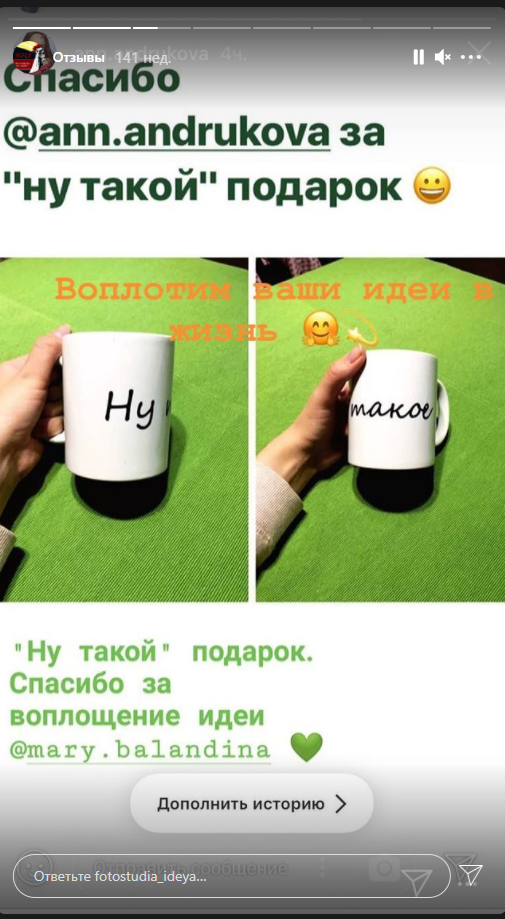 ann.andrukova 4ч.
Отзывы 141 нед.
Спасибо
@ann.andrukova за
"ну такой" подарок 😀
Воплотим ваши идеи в
жизнь 🤗💫
Ну
такое
"Ну такой" подарок.
Спасибо за
воплощение идеи
@mary.balandina 💚
Дополнить историю
Отправить сообщение
Ответьте fotostudia_ideya...